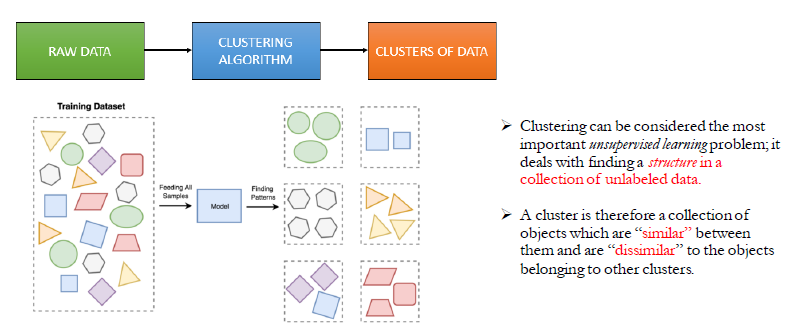 RAW DATA
CLUSTERING
ALGORITHM
CLUSTERS OF DATA
Training Dataset
Feeding All
Samples
Model
Finding
Patterns
➢ Clustering can be considered the most
important unsupervised learning problem; it
deals with finding a structure in a
collection of unlabeled data.
➢ A cluster is therefore a collection of
objects which are “similar” between
them and are “dissimilar” to the objects
belonging to other clusters.